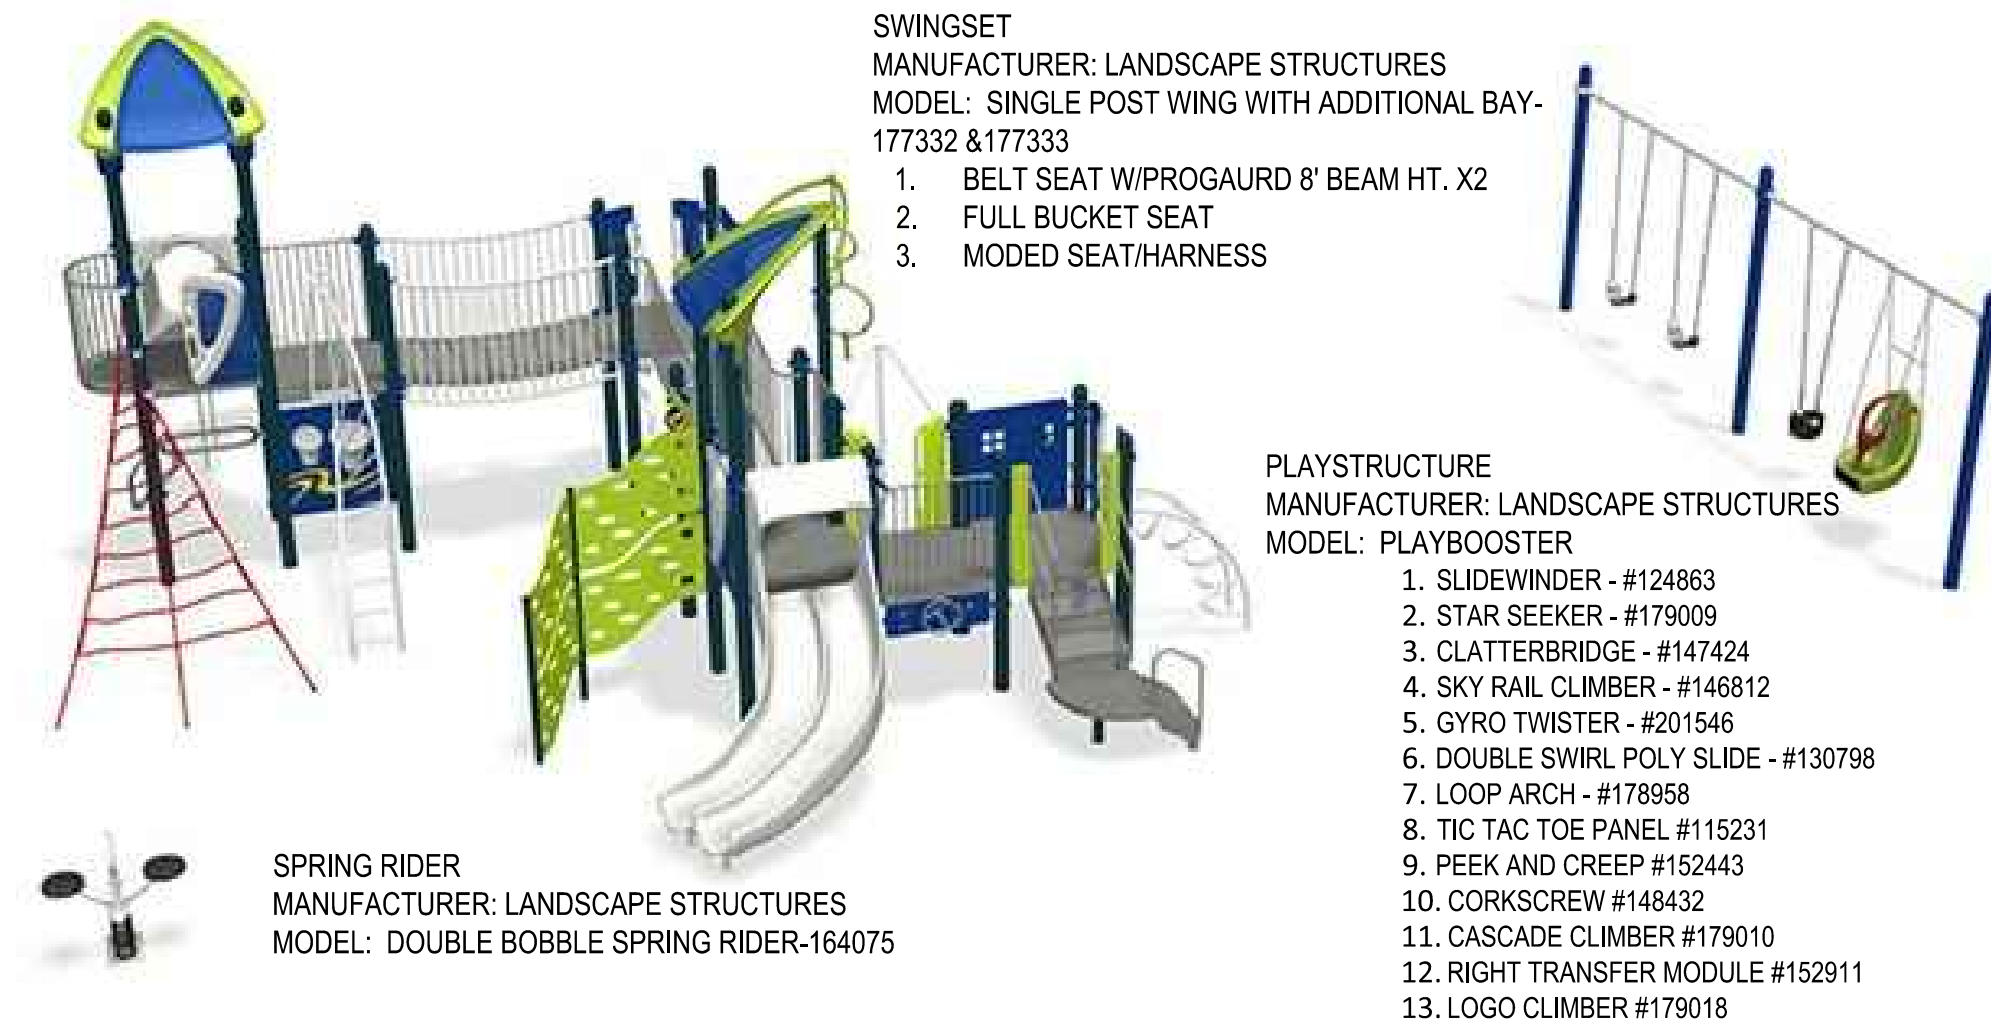 SWINGSET
MANUFACTURER: LANDSCAPE STRUCTURES
MODEL: SINGLE POST WING WITH ADDITIONAL BAY-
177332 &177333
1. BELT SEAT W/PROGAURD 8' BEAM HT. X2
2. FULL BUCKET SEAT
3. MODED SEAT/HARNESS
PLAYSTRUCTURE
MANUFACTURER: LANDSCAPE STRUCTURES
MODEL: PLAYBOOSTER
1. SLIDEWINDER - #124863
2. STAR SEEKER - #179009
3. CLATTERBRIDGE - #147424
4. SKY RAIL CLIMBER - #146812
5. GYRO TWISTER - #201546
6. DOUBLE SWIRL POLY SLIDE - #130798
7. LOOP ARCH - #178958
8. TIC TAC TOE PANEL #115231
9. PEEK AND CREEP #152443
10. CORKSCREW #148432
11. CASCADE CLIMBER #179010
12. RIGHT TRANSFER MODULE #152911
13. LOGO CLIMBER #179018
SPRING RIDER
MANUFACTURER: LANDSCAPE STRUCTURES
MODEL: DOUBLE BOBBLE SPRING RIDER-164075